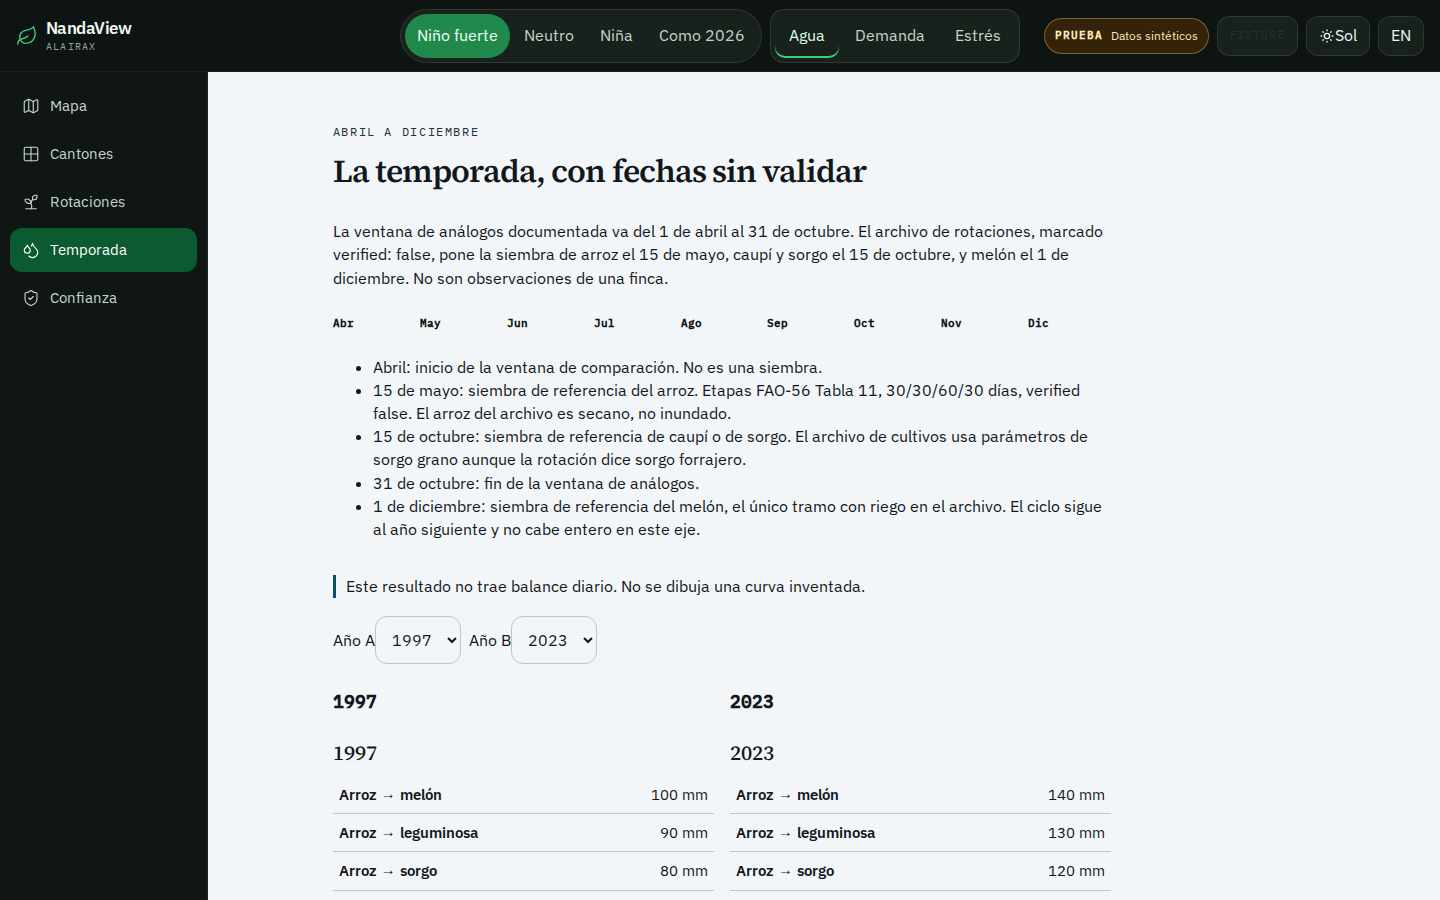 NandaView
ALAIRAX
Niño fuerte
Neutro
Niña
Como 2026
Agua
Demanda
Estrés
PRUEBA Datos sintéticos
FIXTURE
Sol
EN
Mapa
Cantones
Rotaciones
Temporada
Confianza
ABRIL A DICIEMBRE
La temporada, con fechas sin validar
La ventana de análogos documentada va del 1 de abril al 31 de octubre. El archivo de rotaciones, marcado
verified: false, pone la siembra de arroz el 15 de mayo, caupí y sorgo el 15 de octubre, y melón el 1 de
diciembre. No son observaciones de una finca.
Abr May Jun Jul Ago Sep Oct Nov Dic
• Abril: inicio de la ventana de comparación. No es una siembra.
• 15 de mayo: siembra de referencia del arroz. Etapas FAO-56 Tabla 11, 30/30/60/30 días, verified
false. El arroz del archivo es secano, no inundado.
• 15 de octubre: siembra de referencia de caupí o de sorgo. El archivo de cultivos usa parámetros de
sorgo grano aunque la rotación dice sorgo forrajero.
• 31 de octubre: fin de la ventana de análogos.
• 1 de diciembre: siembra de referencia del melón, el único tramo con riego en el archivo. El ciclo sigue
al año siguiente y no cabe entero en este eje.
Este resultado no trae balance diario. No se dibuja una curva inventada.
Año A 1997 Año B 2023
1997
1997
Arroz → melón 100 mm
Arroz → leguminosa 90 mm
Arroz → sorgo 80 mm
2023
2023
Arroz → melón 140 mm
Arroz → leguminosa 130 mm
Arroz → sorgo 120 mm